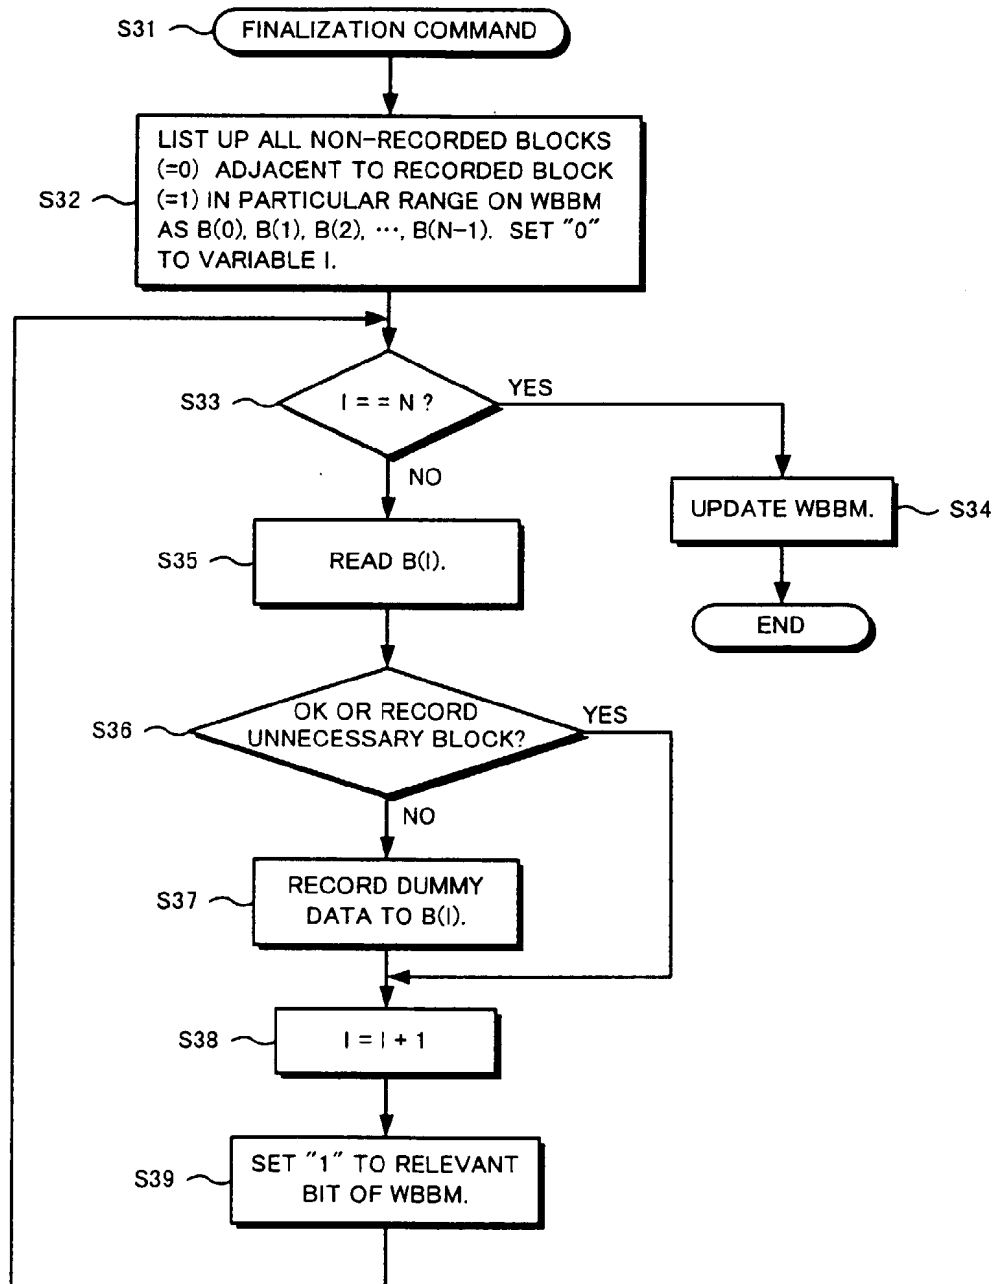 S31
FINALIZATION COMMAND
LIST UP ALL NON-RECORDED BLOCKS
(=0) ADJACENT TO RECORDED BLOCK
S32
(=1) IN PARTICULAR RANGE ON WBBM
AS B(0), B(1), B(2), ···, B(N-1). SET "0"
TO VARIABLE I.
S33
I = = N ?
YES
NO
UPDATE WBBM.
S34
S35
READ B(I).
END
S36
OK OR RECORD
UNNECESSARY BLOCK?
YES
NO
S37
RECORD DUMMY
DATA TO B(I).
S38
I = I + 1
S39
SET "1" TO RELEVANT
BIT OF WBBM.